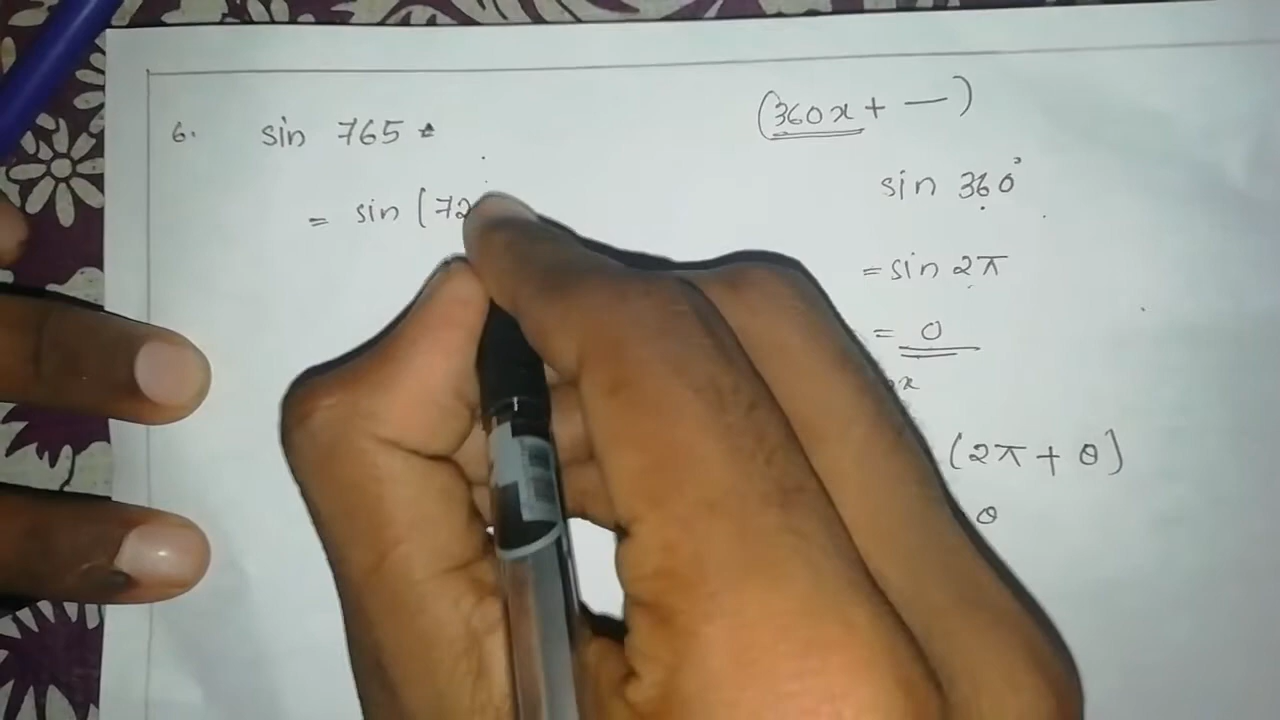 6. sin 765
= sin (72
(360x + — )
sin 360°
= sin 2π
= 0
x
(2π + θ)
θ